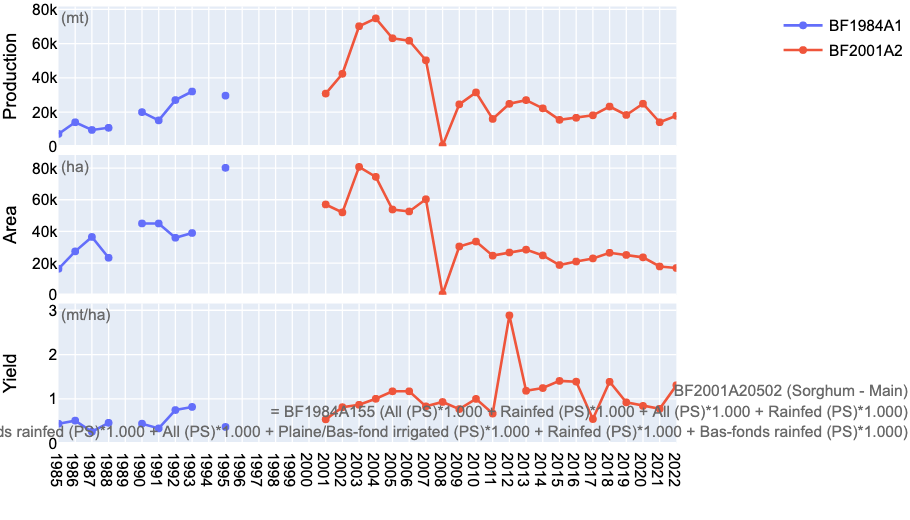 80k
(mt)
60k
40k
20k
0
Production
BF1984A1
BF2001A2
80k
(ha)
60k
40k
20k
0
Area
3
(mt/ha)
2
1
0
Yield
BF2001A20502 (Sorghum - Main)
= BF1984A155 (All (PS)*1.000 + Rainfed (PS)*1.000 + All (PS)*1.000 + Rainfed (PS)*1.000)
ds rainfed (PS)*1.000 + All (PS)*1.000 + Plaine/Bas-fond irrigated (PS)*1.000 + Rainfed (PS)*1.000 + Bas-fonds rainfed (PS)*1.000)
1985 1986 1987 1988 1989 1990 1991 1992 1993 1994 1995 1996 1997 1998 1999 2000 2001 2002 2003 2004 2005 2006 2007 2008 2009 2010 2011 2012 2013 2014 2015 2016 2017 2018 2019 2020 2021 2022